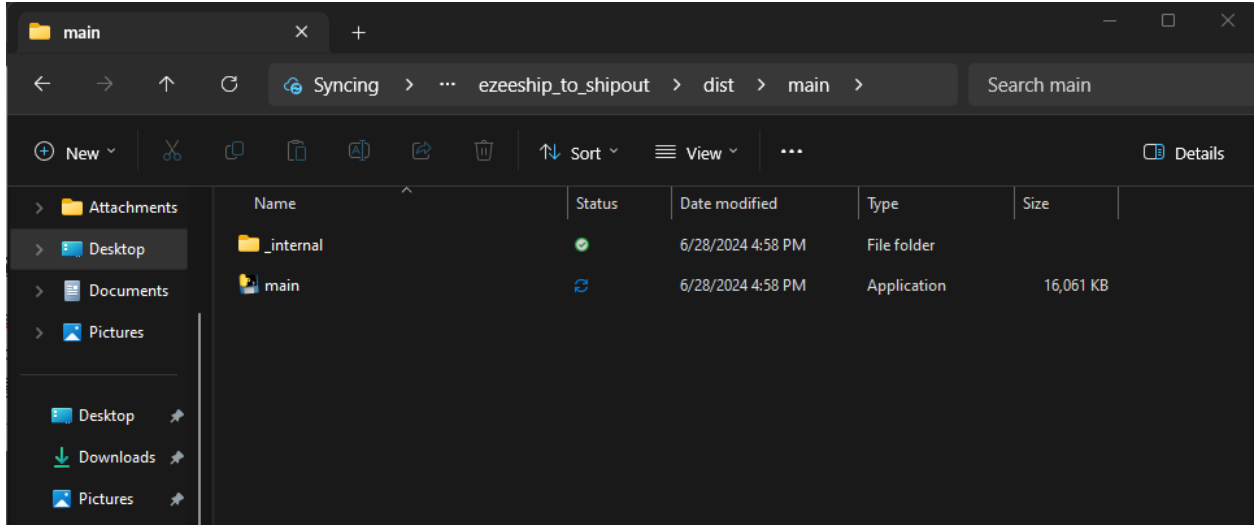 main
Syncing > ... ezeeship_to_shipout > dist > main >
Search main
New
Sort
View
Details
Attachments
Desktop
Documents
Pictures
Desktop
Downloads
Pictures
Name Status Date modified Type Size
_internal 6/28/2024 4:58 PM File folder
main 6/28/2024 4:58 PM Application 16,061 KB